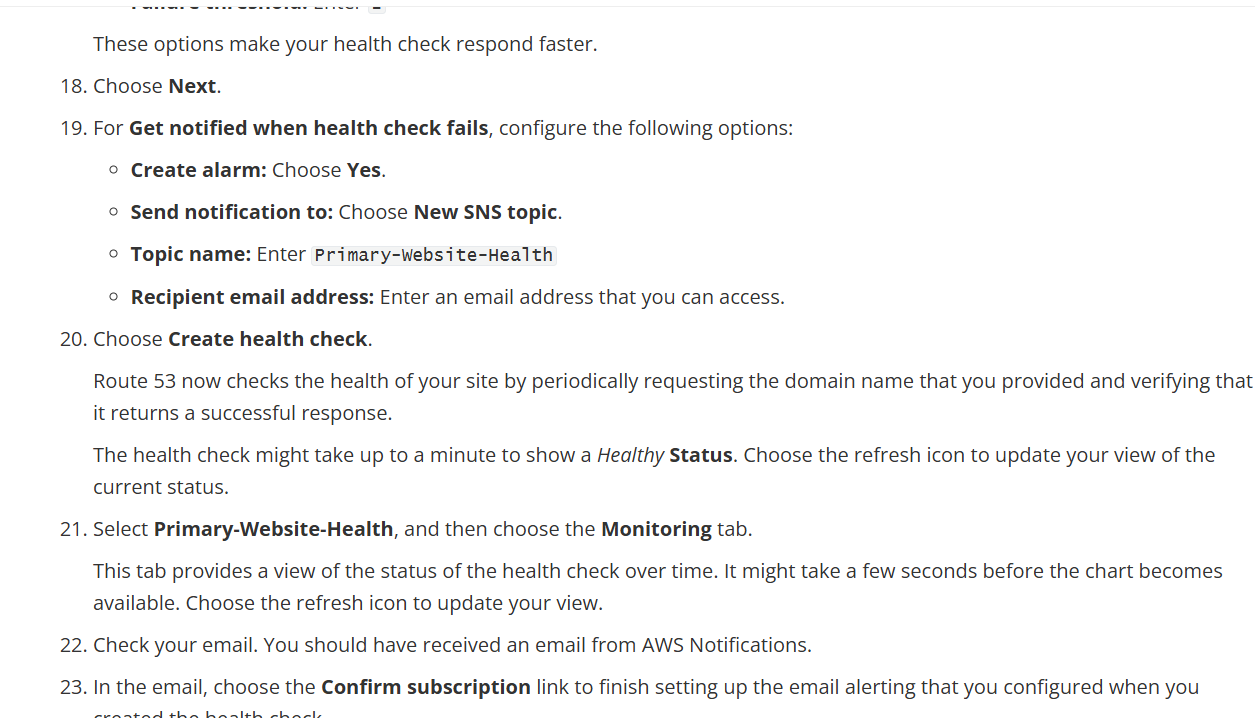 Failure threshold: Enter
These options make your health check respond faster.
18. Choose Next.
19. For Get notified when health check fails, configure the following options:
Create alarm: Choose Yes.
Send notification to: Choose New SNS topic.
Topic name: Enter Primary-Website-Health
Recipient email address: Enter an email address that you can access.
20. Choose Create health check.
Route 53 now checks the health of your site by periodically requesting the domain name that you provided and verifying that
it returns a successful response.
The health check might take up to a minute to show a Healthy Status. Choose the refresh icon to update your view of the
current status.
21. Select Primary-Website-Health, and then choose the Monitoring tab.
This tab provides a view of the status of the health check over time. It might take a few seconds before the chart becomes
available. Choose the refresh icon to update your view.
22. Check your email. You should have received an email from AWS Notifications.
23. In the email, choose the Confirm subscription link to finish setting up the email alerting that you configured when you
created the health check.